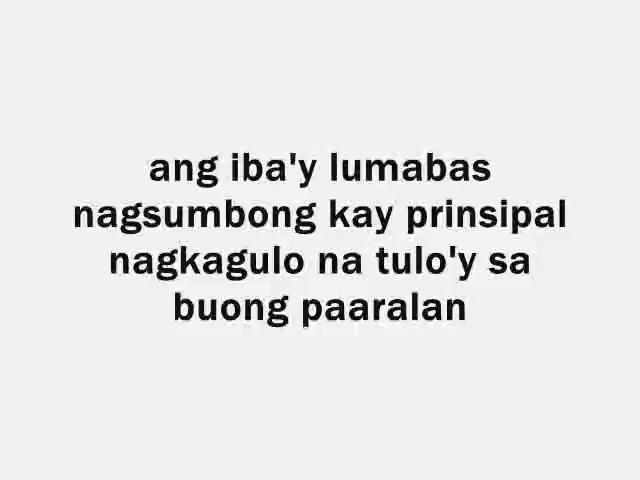 ang iba'y lumabas
nagsumbong kay prinsipal
nagkagulo na tulo'y sa
buong paaralan